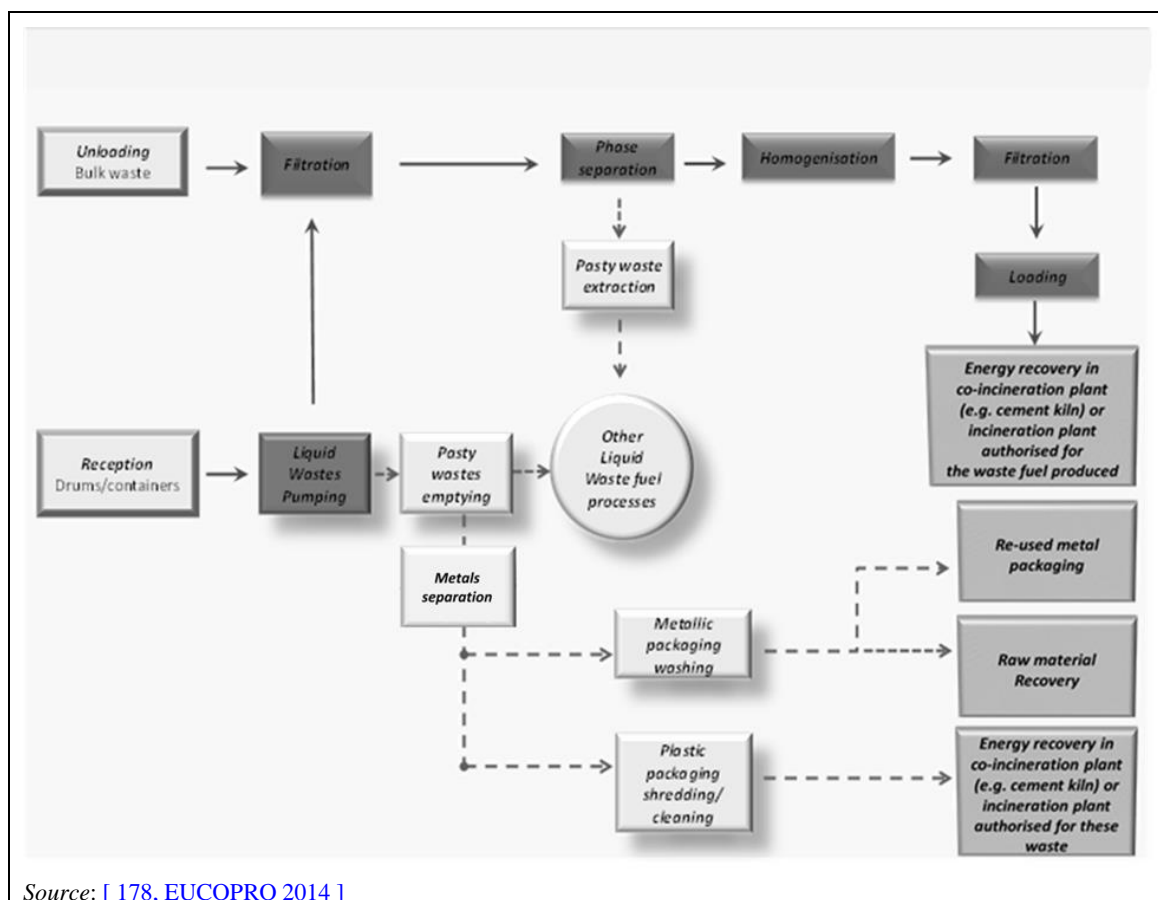 Unloading
Bulk waste
Filtration
Phase
separation
Homogenisation
Filtration
Pasty waste
extraction
Loading
Energy recovery in
co-incineration plant
(e.g. cement kiln) or
incineration plant
authorised for
the waste fuel produced
Reception
Drums/containers
Liquid
Wastes
Pumping
Pasty
wastes
emptying
Other
Liquid
Waste fuel
processes
Metals
separation
Re-used metal
packaging
Metallic
packaging
washing
Raw material
Recovery
Plastic
packaging
shredding/
cleaning
Energy recovery in
co-incineration plant
(e.g. cement kiln) or
incineration plant
authorised for these
waste
Source: [ 178, EUCOPRO 2014 ]